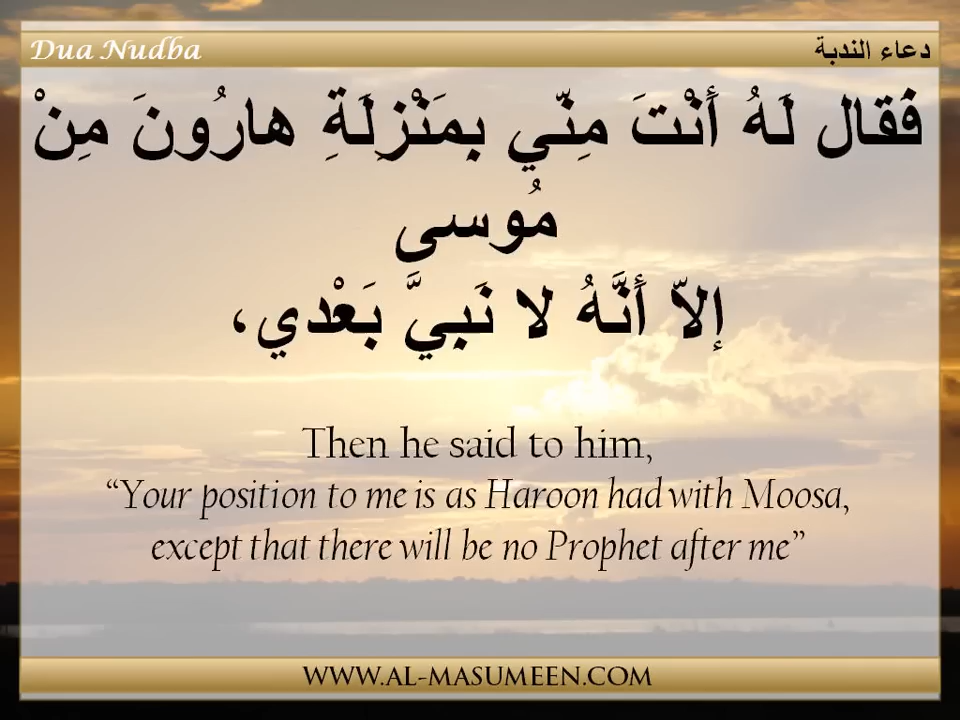 Dua Nudba
دعاء الندبة
فَقال لَهُ أَنْتَ مِنّي بِمَنْزِلَةِ هارُونَ مِنْ
مُوسى
إلاّ أَنَّهُ لا نَبِيَّ بَعْدي،
Then he said to him,
“Your position to me is as Haroon had with Moosa,
except that there will be no Prophet after me”
WWW.AL-MASUMEEN.COM